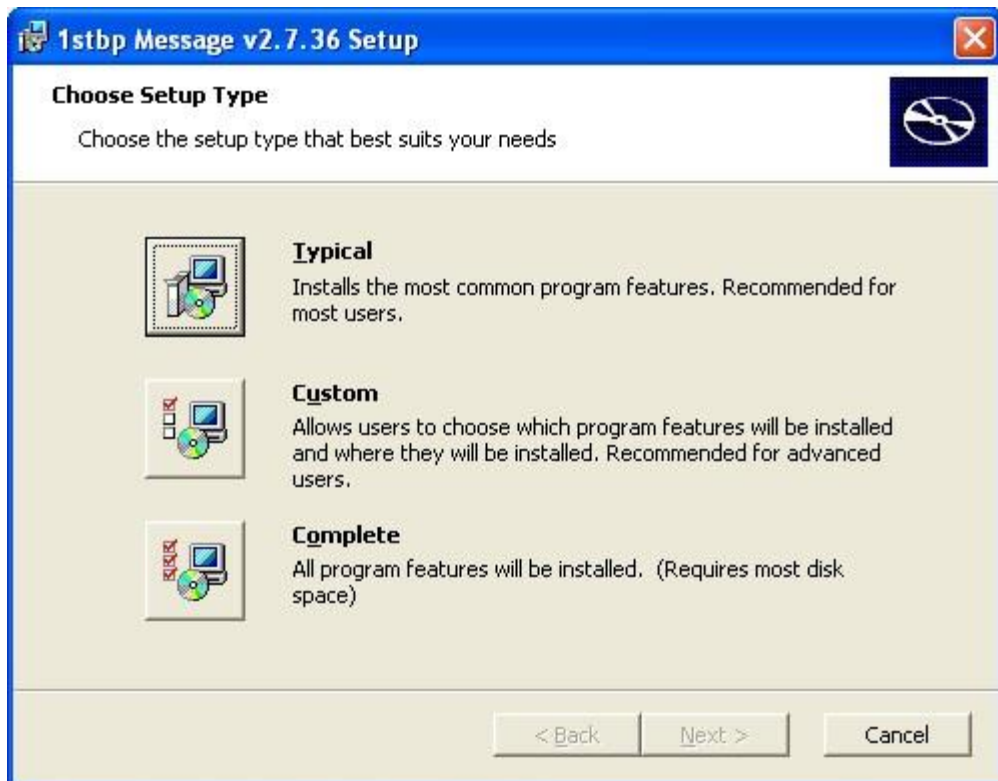 1stbp Message v2.7.36 Setup
Choose Setup Type
Choose the setup type that best suits your needs
Typical
Installs the most common program features. Recommended for
most users.
Custom
Allows users to choose which program features will be installed
and where they will be installed. Recommended for advanced
users.
Complete
All program features will be installed. (Requires most disk
space)
< Back
Next >
Cancel